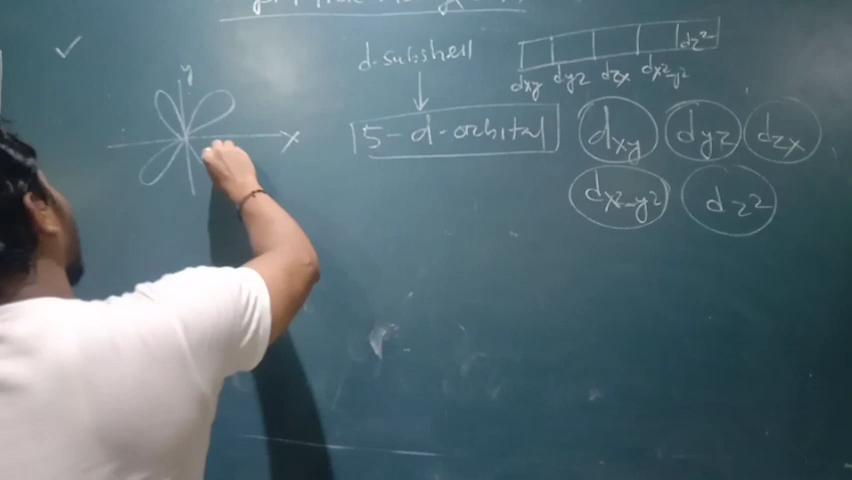 y
X
d-subshell
5-d-orbital
dz²
dxy dyz dzx dx²-y²
dxy dyz dzx
dx²-y² dz²